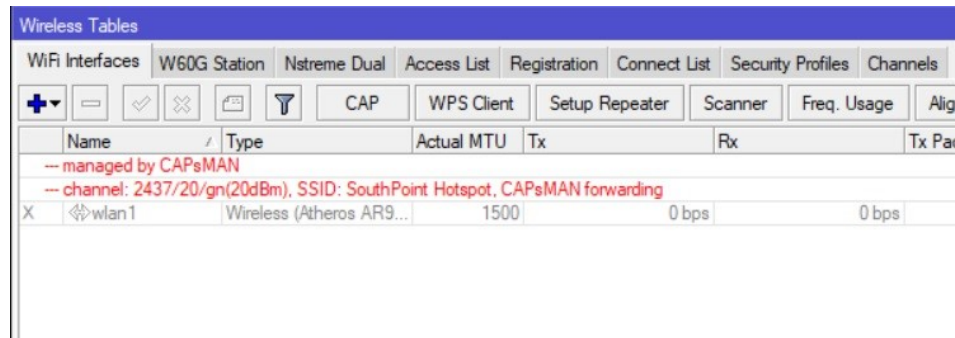 Wireless Tables
WiFi Interfaces W60G Station Nstreme Dual Access List Registration Connect List Security Profiles Channels
CAP WPS Client Setup Repeater Scanner Freq. Usage
Name Type Actual MTU Tx Rx Tx
--- managed by CAPsMAN
--- channel: 2437/20/gn(20dBm), SSID: SouthPoint Hotspot, CAPsMAN forwarding
X wlan1 Wireless (Atheros AR9... 1500 0 bps 0 bps